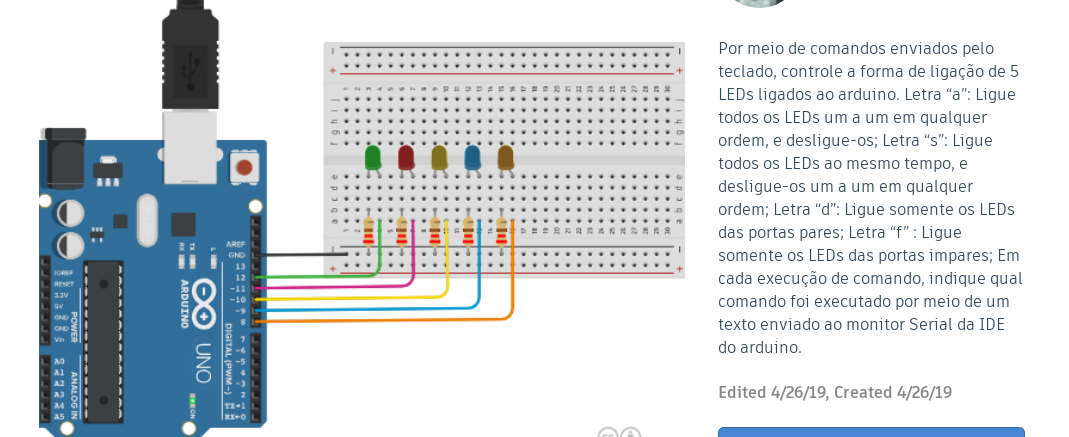 Por meio de comandos enviados pelo
teclado, controle a forma de ligação de 5
LEDs ligados ao arduino. Letra “a”: Ligue
todos os LEDs um a um em qualquer
ordem, e desligue-os; Letra “s”: Ligue
todos os LEDs ao mesmo tempo, e
desligue-os um a um em qualquer
ordem; Letra “d”: Ligue somente os LEDs
das portas pares; Letra “f” : Ligue
somente os LEDs das portas impares; Em
cada execução de comando, indique qual
comando foi executado por meio de um
texto enviado ao monitor Serial da IDE
do arduino.
Edited 4/26/19, Created 4/26/19
AREF
GND
13
12
~11
~10
~9
8
7
~6
~5
4
~3
2
TX→1
RX←0
DIGITAL (PWM~)
IOREF
RESET
3.3V
5V
GND
GND
Vin
POWER
A0
A1
A2
A3
A4
A5
ANALOG IN
RX
TX
L
ARDUINO
UNO
ON